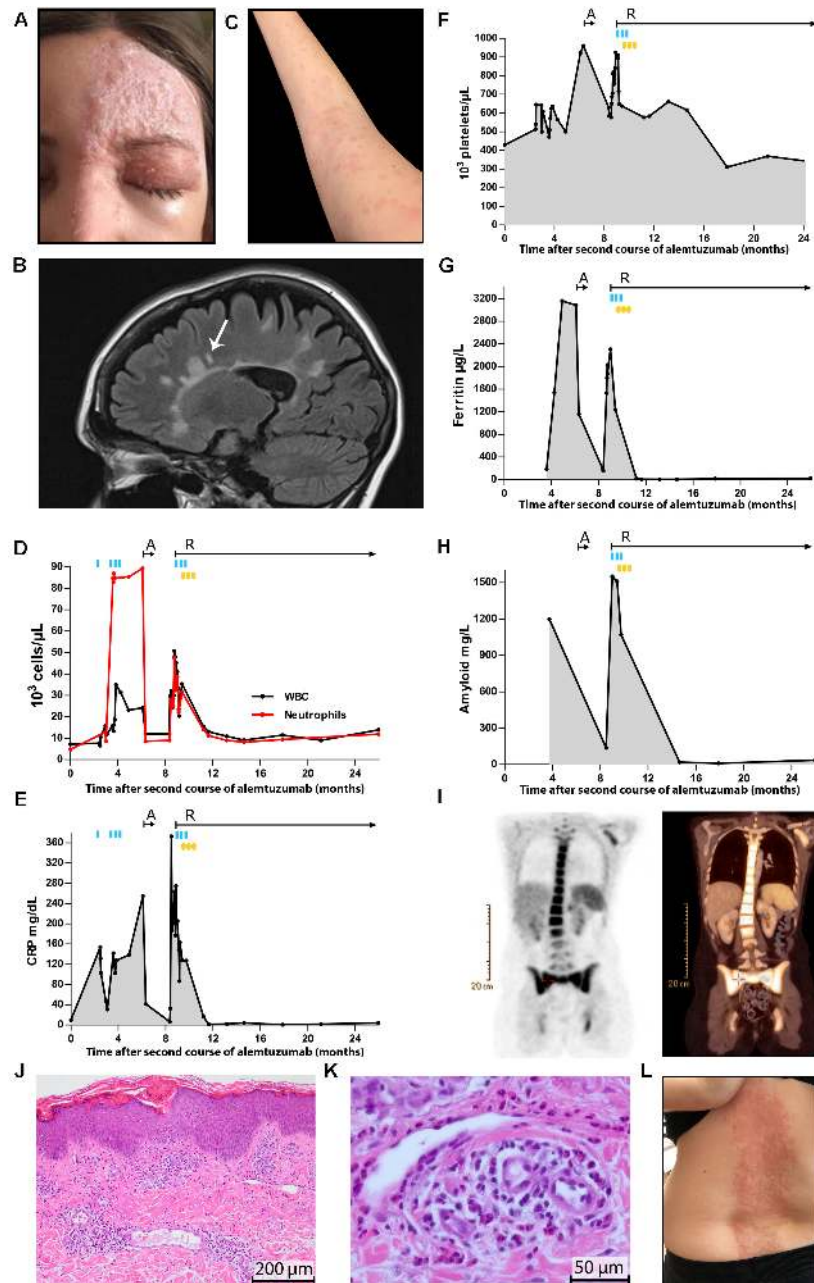 A
C
B
F
A R
1000
900
800
700
600
500
400
300
200
100
0
10³ platelets/µL
0 4 8 12 16 20 24
Time after second course of alemtuzumab (months)
G
A R
3200
2800
2400
2000
1600
1200
800
400
0
Ferritin µg/L
0 4 8 12 16 20 24
Time after second course of alemtuzumab (months)
D
A R
90
80
70
60
50
40
30
20
10
0
10³ cells/µL
WBC
Neutrophils
0 4 8 12 16 21 24
Time after second course of alemtuzumab (months)
H
A R
1500
1200
900
600
300
0
Amyloid mg/L
0 4 8 12 16 20 24
Time after second course of alemtuzumab (months)
E
A R
360
320
280
240
200
160
120
80
40
0
CRP mg/dL
0 4 8 12 16 20 24
Time after second course of alemtuzumab (months)
I
20 cm
20 cm
J
200 µm
K
50 µm
L